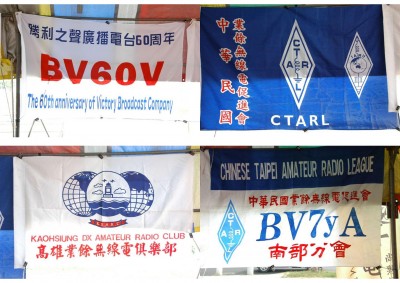 勝利之聲廣播電台60周年
BV60V
The 60th anniversary of Victory Broadcast Company
中華民國
業餘無線電促進會
CTARL
KAOHSIUNG DX AMATEUR RADIO CLUB
高雄業餘無線電俱樂部
CHINESE TAIPEI AMATEUR RADIO LEAGUE
中華民國業餘無線電促進會
BV7yA
南部分會